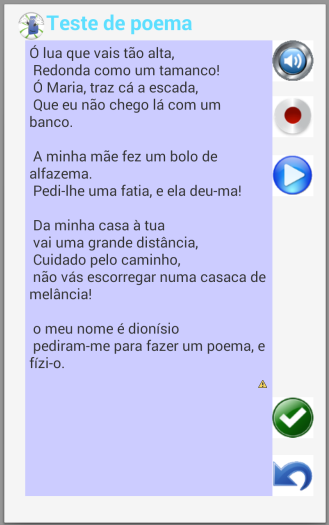 Teste de poema
Ó lua que vais tão alta,
Redonda como um tamanco!
Ó Maria, traz cá a escada,
Que eu não chego lá com um
banco.
A minha mãe fez um bolo de
alfazema.
Pedi-lhe uma fatia, e ela deu-ma!
Da minha casa à tua
vai uma grande distância,
Cuidado pelo caminho,
não vás escorregar numa casaca de
melância!
o meu nome é dionísio
pediram-me para fazer um poema, e
fízi-o.